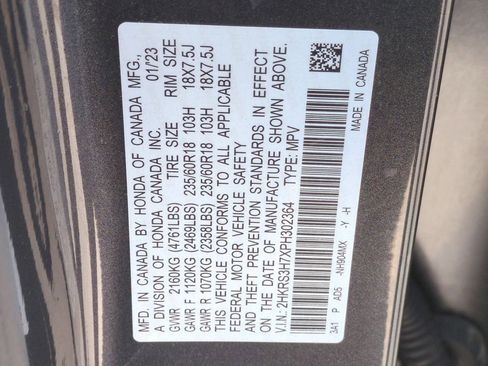 MFD. IN CANADA BY HONDA OF CANADA MFG.,
A DIVISION OF HONDA CANADA INC. 01/23
GVWR 2160KG (4761LBS) TIRE SIZE RIM SIZE
GAWR F 1120KG (2469LBS) 235/60R18 103H 18X7.5J
GAWR R 1070KG (2358LBS) 235/60R18 103H 18X7.5J
THIS VEHICLE CONFORMS TO ALL APPLICABLE
FEDERAL MOTOR VEHICLE SAFETY
AND THEFT PREVENTION STANDARDS IN EFFECT
ON THE DATE OF MANUFACTURE SHOWN ABOVE.
V.I.N.: 2HKRS3H7XPH302364 TYPE: MPV
3A1 P AD5 -NH904MX -Y -H MADE IN CANADA